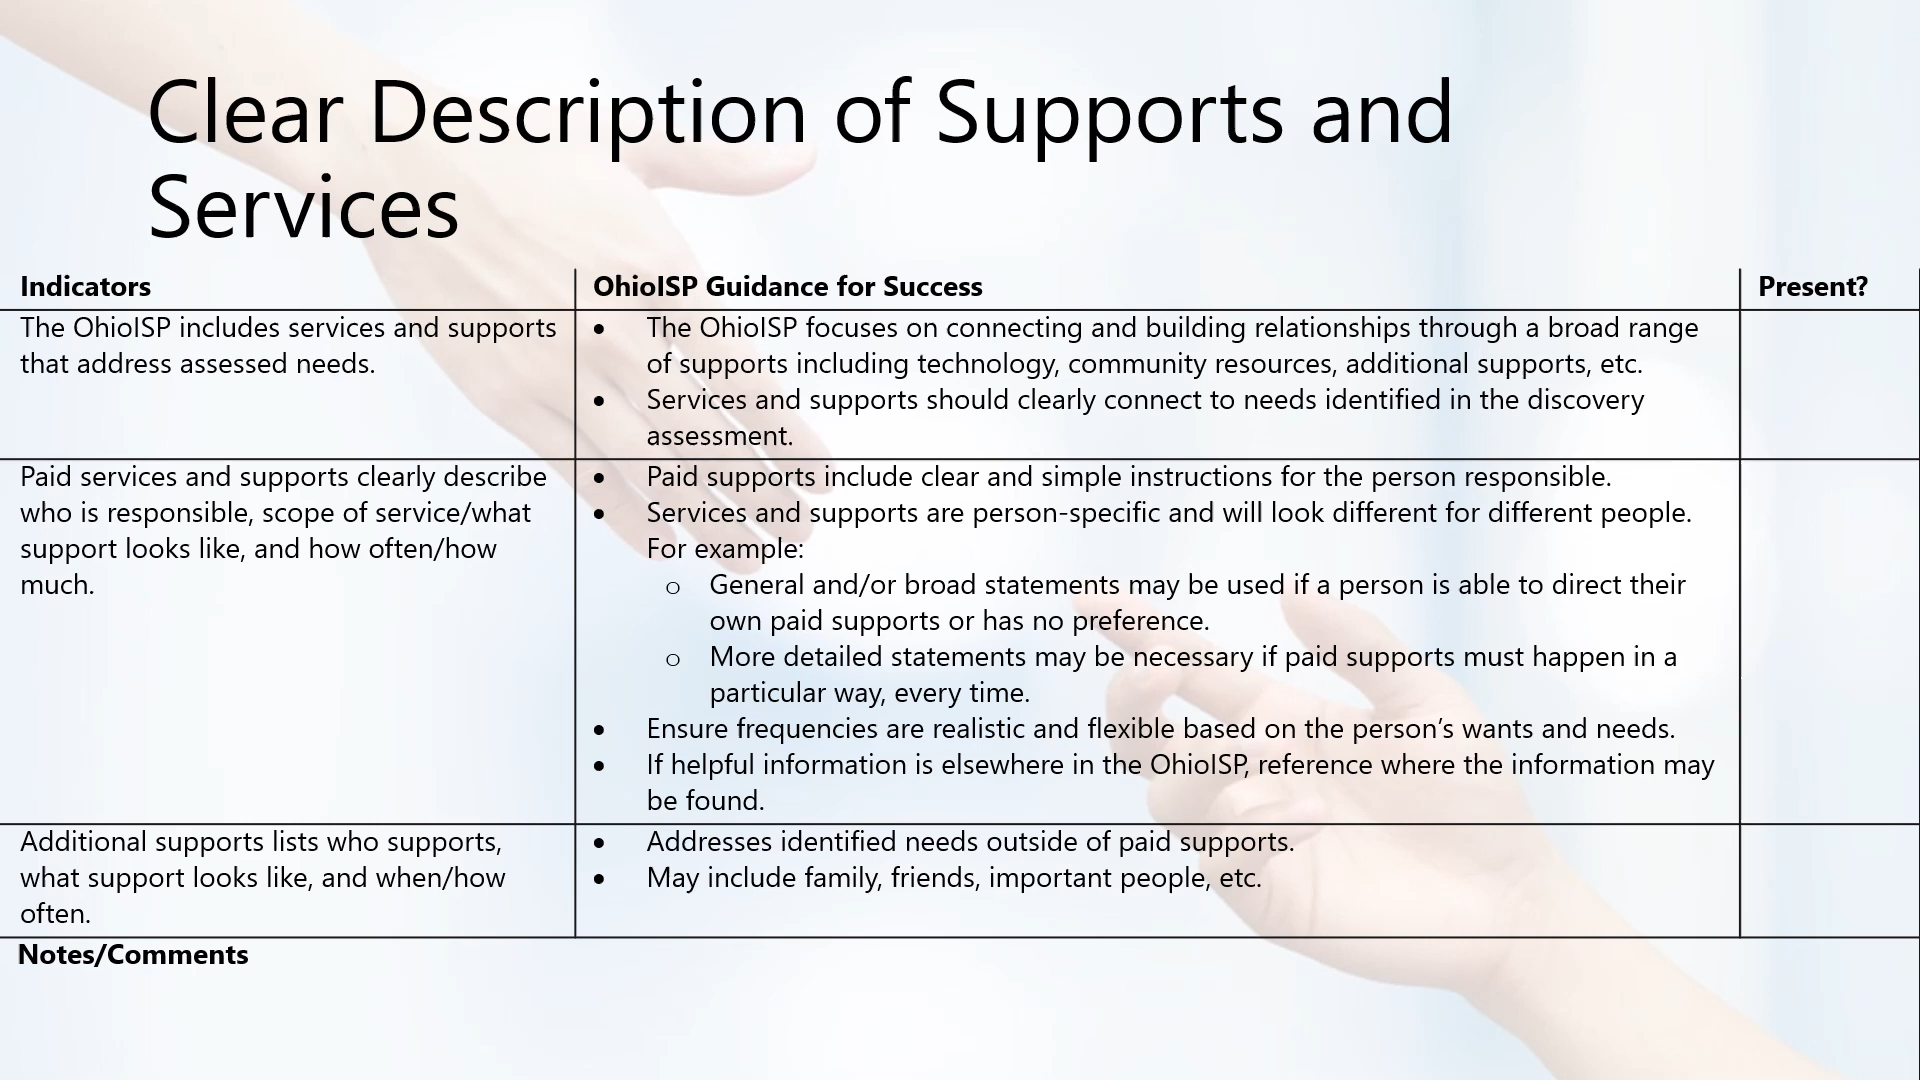 Clear Description of Supports and
Services
Indicators
OhioISP Guidance for Success
Present?
The OhioISP includes services and supports
that address assessed needs.
• The OhioISP focuses on connecting and building relationships through a broad range
of supports including technology, community resources, additional supports, etc.
• Services and supports should clearly connect to needs identified in the discovery
assessment.
Paid services and supports clearly describe
who is responsible, scope of service/what
support looks like, and how often/how
much.
• Paid supports include clear and simple instructions for the person responsible.
• Services and supports are person-specific and will look different for different people.
For example:
o General and/or broad statements may be used if a person is able to direct their
own paid supports or has no preference.
o More detailed statements may be necessary if paid supports must happen in a
particular way, every time.
• Ensure frequencies are realistic and flexible based on the person’s wants and needs.
• If helpful information is elsewhere in the OhioISP, reference where the information may
be found.
Additional supports lists who supports,
what support looks like, and when/how
often.
• Addresses identified needs outside of paid supports.
• May include family, friends, important people, etc.
Notes/Comments